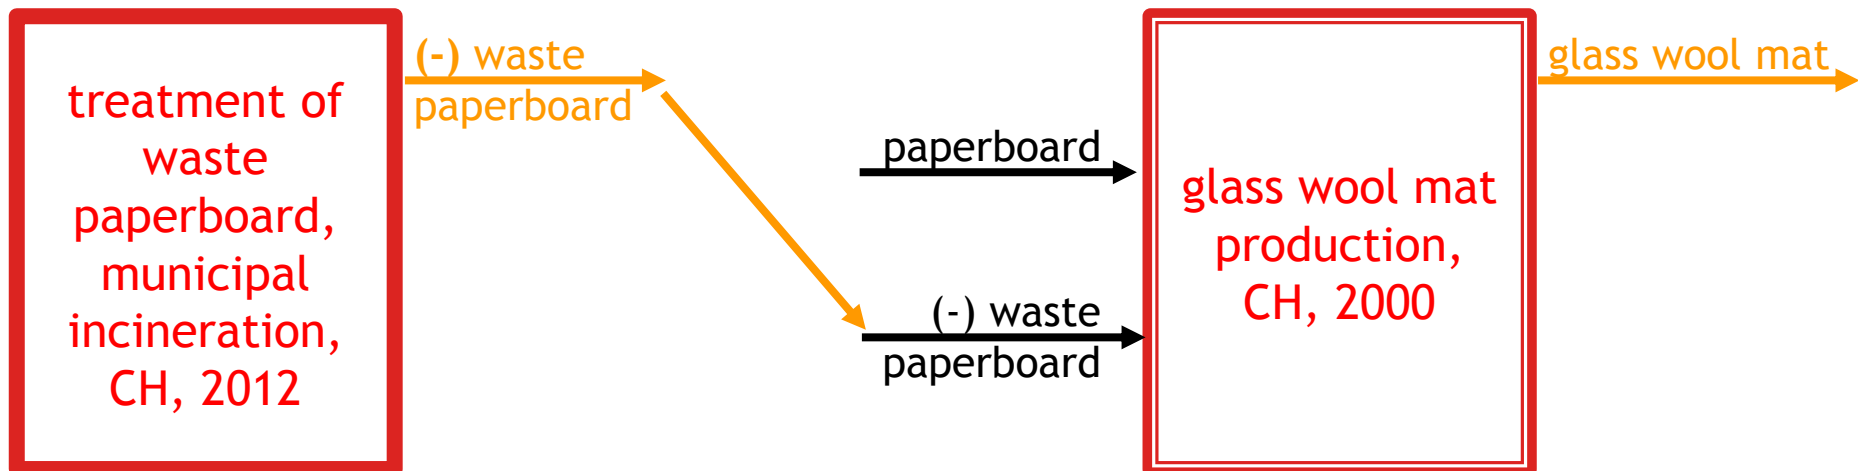 treatment of
waste
paperboard,
municipal
incineration,
CH, 2012
(-) waste
paperboard
paperboard
(-) waste
paperboard
glass wool mat
production,
CH, 2000
glass wool mat